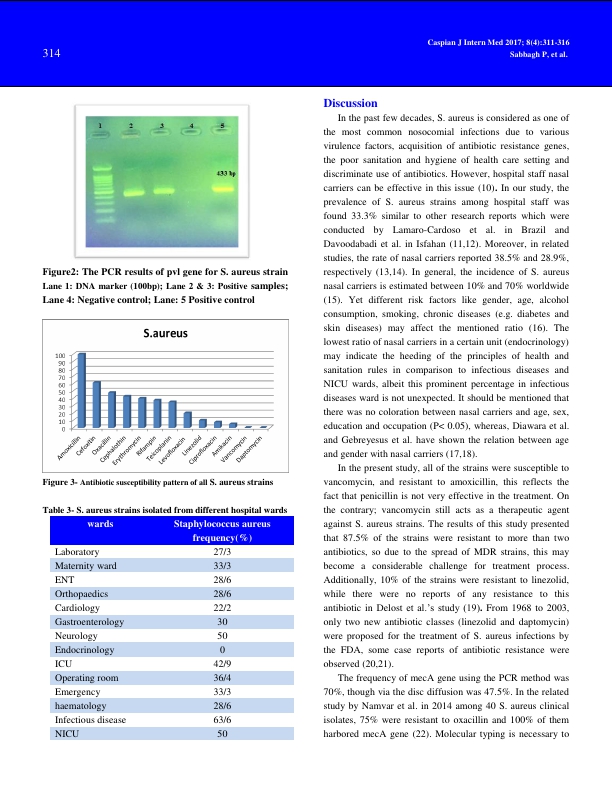 314
Caspian J Intern Med 2017; 8(4):311-316
Sabbagh P, et al.
1 2 3 4 5
433 bp
Figure2: The PCR results of pvl gene for S. aureus strain
Lane 1: DNA marker (100bp); Lane 2 & 3: Positive samples;
Lane 4: Negative control; Lane: 5 Positive control
S.aureus
100
90
80
70
60
50
40
30
20
10
0
Amoxicillin
Cefoxtin
Oxacillin
Cephalothin
Erythromycin
Rifampin
Teicoplanin
Levofloxacin
Linezolid
Ciprofloxacin
Amikacin
Vancomycin
Daptomycin
Figure 3- Antibiotic susceptibility pattern of all S. aureus strains
Table 3- S. aureus strains isolated from different hospital wards
wards Staphylococcus aureus
frequency(%)
Laboratory 27/3
Maternity ward 33/3
ENT 28/6
Orthopaedics 28/6
Cardiology 22/2
Gastroenterology 30
Neurology 50
Endocrinology 0
ICU 42/9
Operating room 36/4
Emergency 33/3
haematology 28/6
Infectious disease 63/6
NICU 50
Discussion
In the past few decades, S. aureus is considered as one of
the most common nosocomial infections due to various
virulence factors, acquisition of antibiotic resistance genes,
the poor sanitation and hygiene of health care setting and
discriminate use of antibiotics. However, hospital staff nasal
carriers can be effective in this issue (10). In our study, the
prevalence of S. aureus strains among hospital staff was
found 33.3% similar to other research reports which were
conducted by Lamaro-Cardoso et al. in Brazil and
Davoodabadi et al. in Isfahan (11,12). Moreover, in related
studies, the rate of nasal carriers reported 38.5% and 28.9%,
respectively (13,14). In general, the incidence of S. aureus
nasal carriers is estimated between 10% and 70% worldwide
(15). Yet different risk factors like gender, age, alcohol
consumption, smoking, chronic diseases (e.g. diabetes and
skin diseases) may affect the mentioned ratio (16). The
lowest ratio of nasal carriers in a certain unit (endocrinology)
may indicate the heeding of the principles of health and
sanitation rules in comparison to infectious diseases and
NICU wards, albeit this prominent percentage in infectious
diseases ward is not unexpected. It should be mentioned that
there was no coloration between nasal carriers and age, sex,
education and occupation (P< 0.05), whereas, Diawara et al.
and Gebreyesus et al. have shown the relation between age
and gender with nasal carriers (17,18).
In the present study, all of the strains were susceptible to
vancomycin, and resistant to amoxicillin, this reflects the
fact that penicillin is not very effective in the treatment. On
the contrary; vancomycin still acts as a therapeutic agent
against S. aureus strains. The results of this study presented
that 87.5% of the strains were resistant to more than two
antibiotics, so due to the spread of MDR strains, this may
become a considerable challenge for treatment process.
Additionally, 10% of the strains were resistant to linezolid,
while there were no reports of any resistance to this
antibiotic in Delost et al.’s study (19). From 1968 to 2003,
only two new antibiotic classes (linezolid and daptomycin)
were proposed for the treatment of S. aureus infections by
the FDA, some case reports of antibiotic resistance were
observed (20,21).
The frequency of mecA gene using the PCR method was
70%, though via the disc diffusion was 47.5%. In the related
study by Namvar et al. in 2014 among 40 S. aureus clinical
isolates, 75% were resistant to oxacillin and 100% of them
harbored mecA gene (22). Molecular typing is necessary to